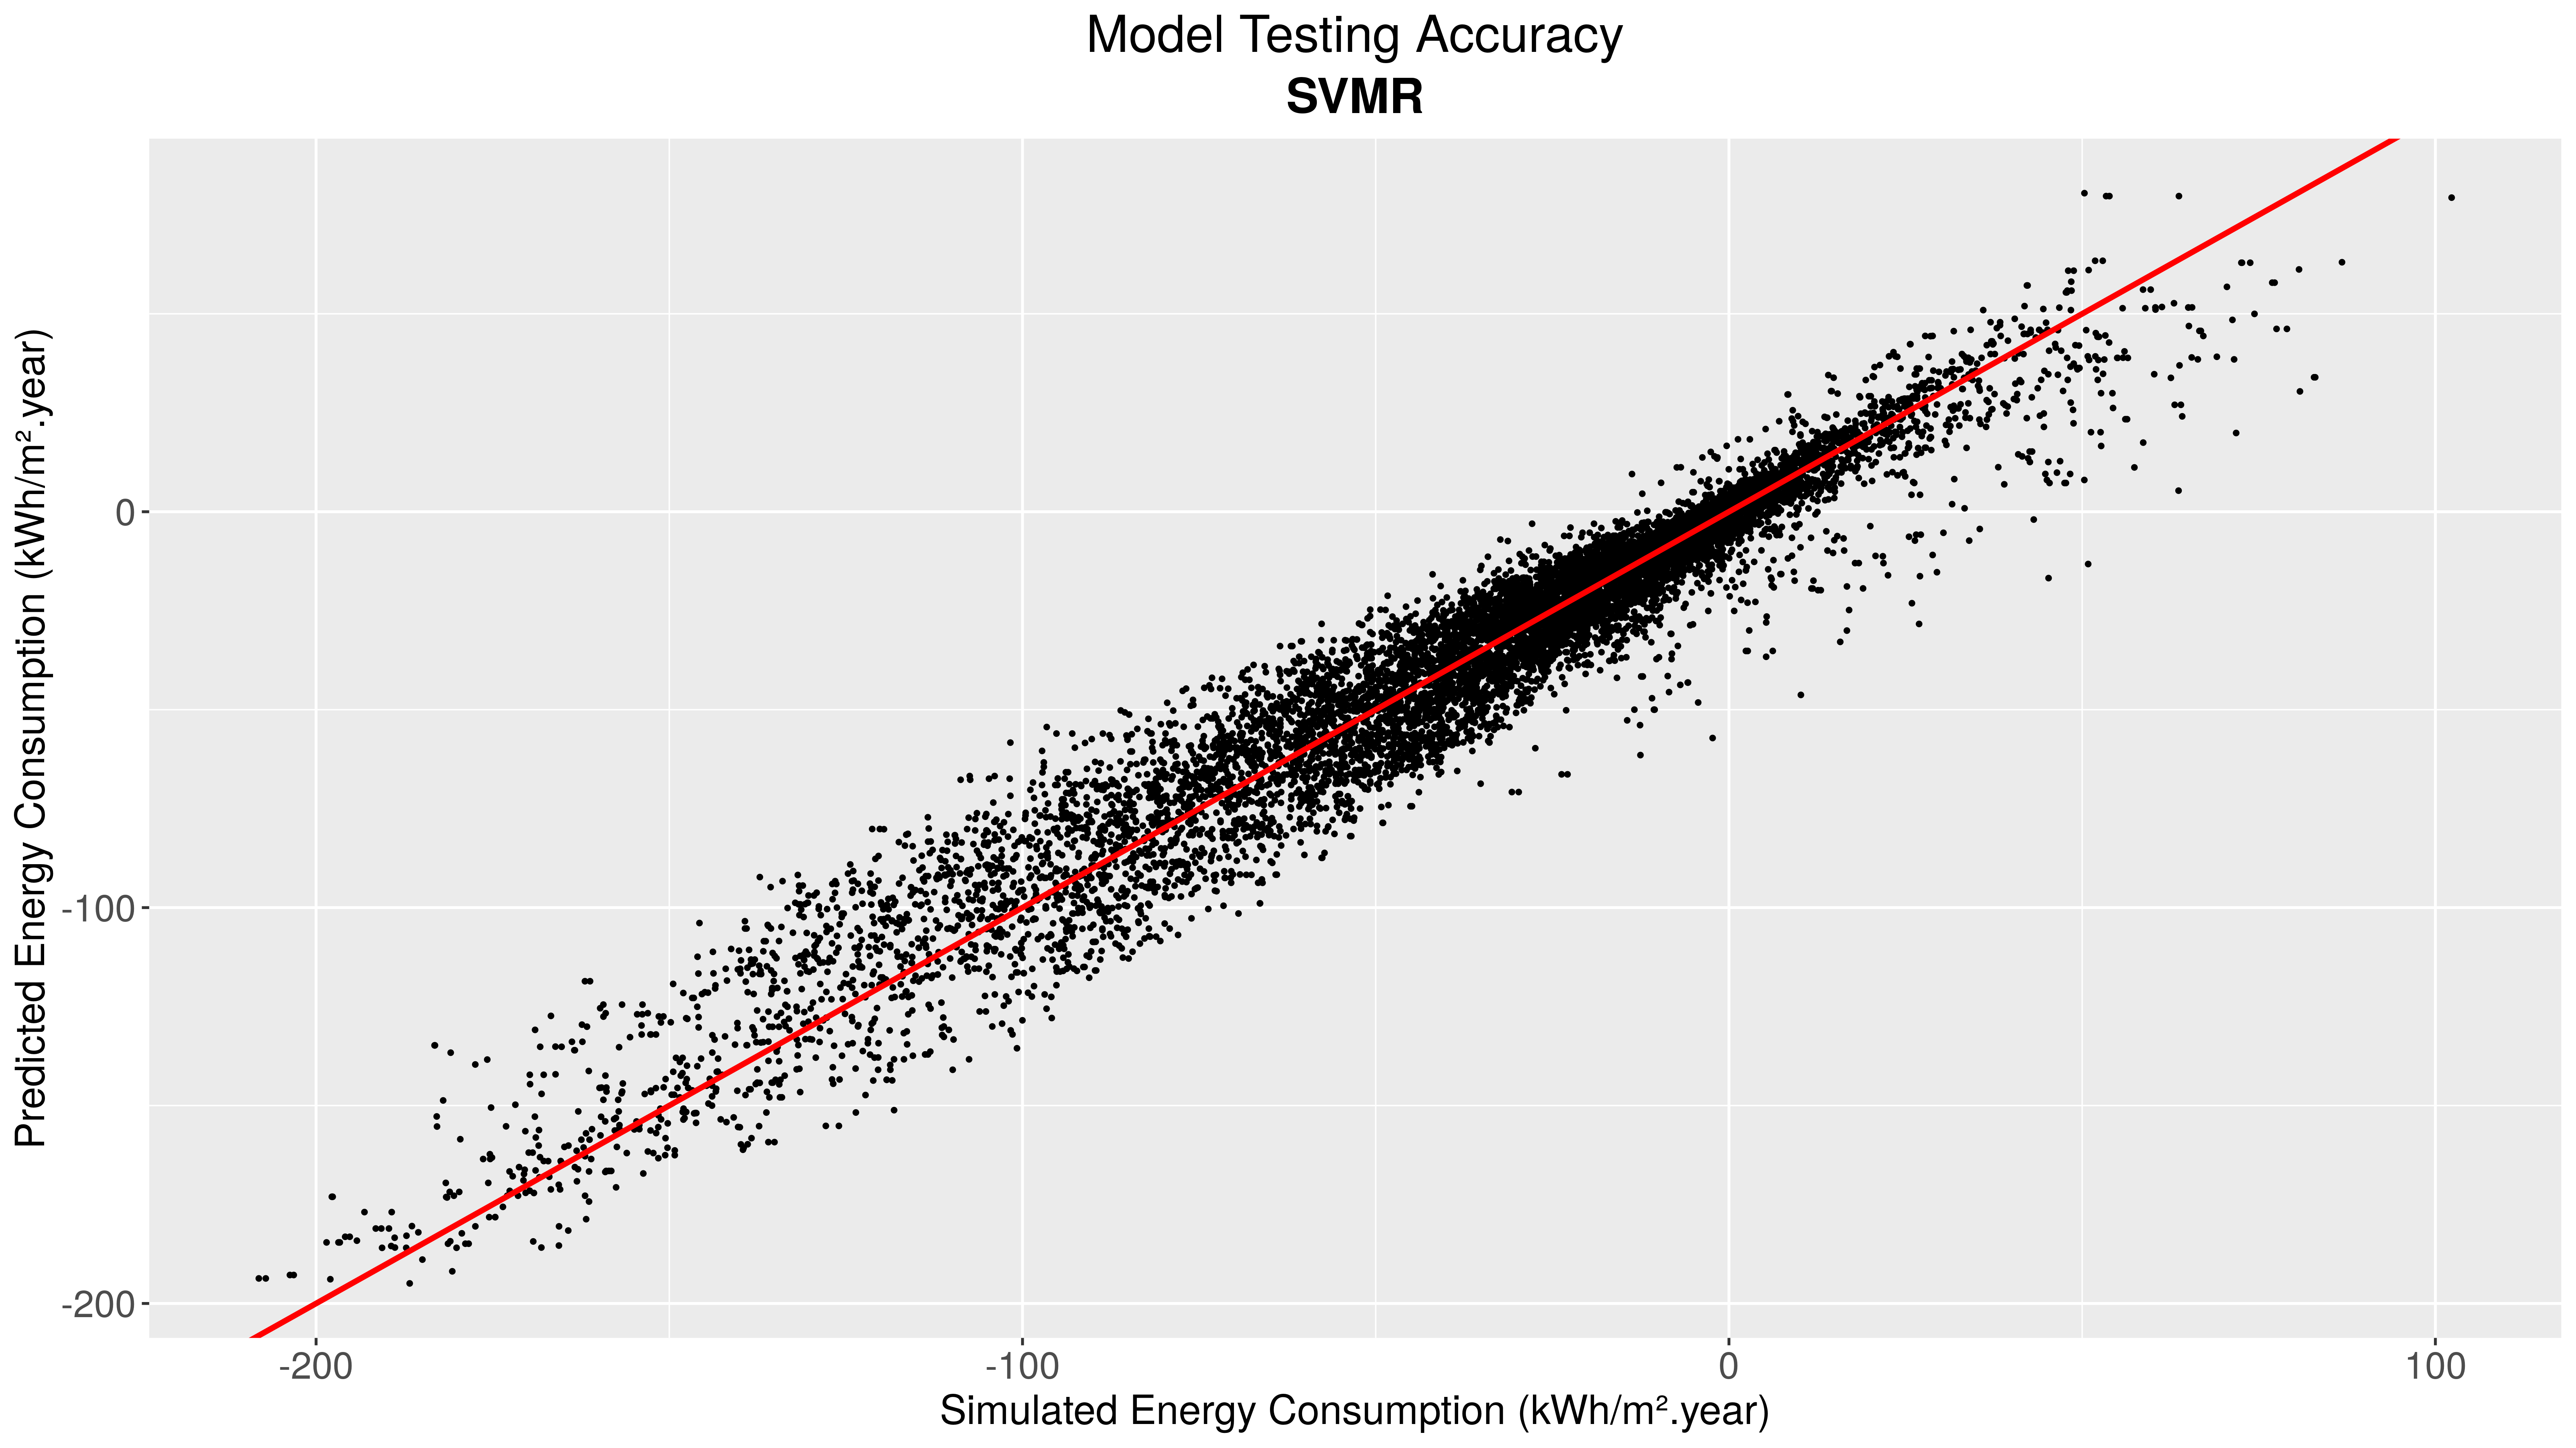 Model Testing Accuracy
SVMR
Predicted Energy Consumption (kWh/m².year)
0
-100
-200
-200
-100
0
100
Simulated Energy Consumption (kWh/m².year)